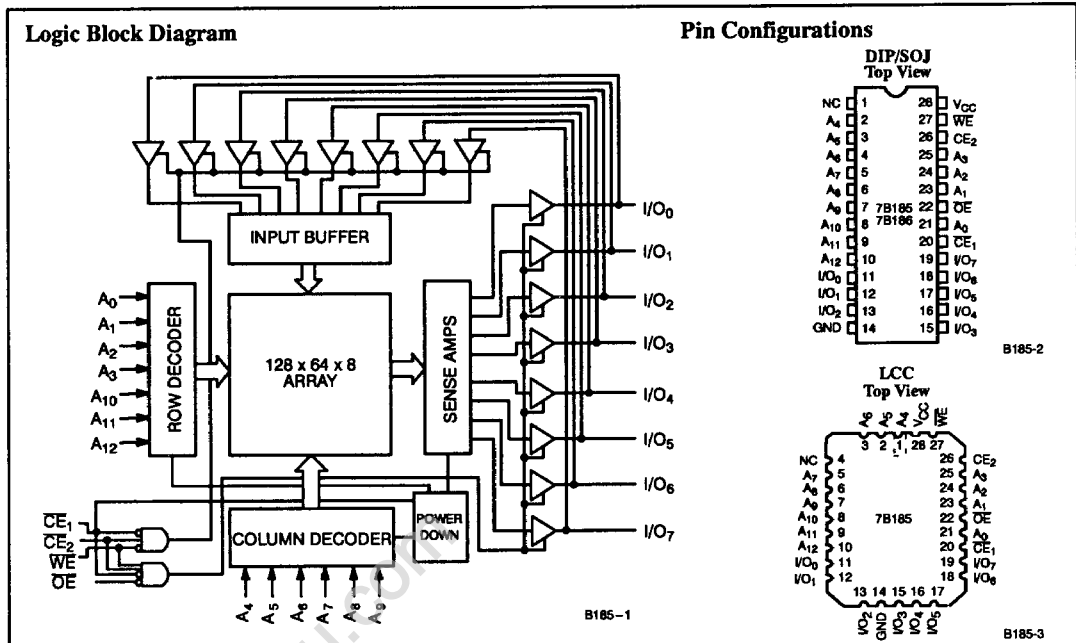 Logic Block Diagram
INPUT BUFFER
A0
A1
A2
A3
A10
A11
A12
ROW DECODER
128 x 64 x 8
ARRAY
SENSE AMPS
I/O0
I/O1
I/O2
I/O3
I/O4
I/O5
I/O6
I/O7
CE1
CE2
WE
OE
COLUMN DECODER
POWER
DOWN
A4 A5 A6 A7 A8 A9
B185-1
Pin Configurations
DIP/SOJ
Top View
NC 1 28 VCC
A4 2 27 WE
A5 3 26 CE2
A6 4 25 A3
A7 5 24 A2
A8 6 23 A1
A9 7 7B185 22 OE
7B186
A10 8 21 A0
A11 9 20 CE1
A12 10 19 I/O7
I/O0 11 18 I/O6
I/O1 12 17 I/O5
I/O2 13 16 I/O4
GND 14 15 I/O3
B185-2
LCC
Top View
A6 A5 A4 VCC WE
3 2 1 28 27
NC 4 26 CE2
A7 5 25 A3
A8 6 24 A2
A9 7 23 A1
A10 8 7B185 22 OE
A11 9 21 A0
A12 10 20 CE1
I/O0 11 19 I/O7
I/O1 12 18 I/O6
13 14 15 16 17
I/O2 GND I/O3 I/O4 I/O5
B185-3